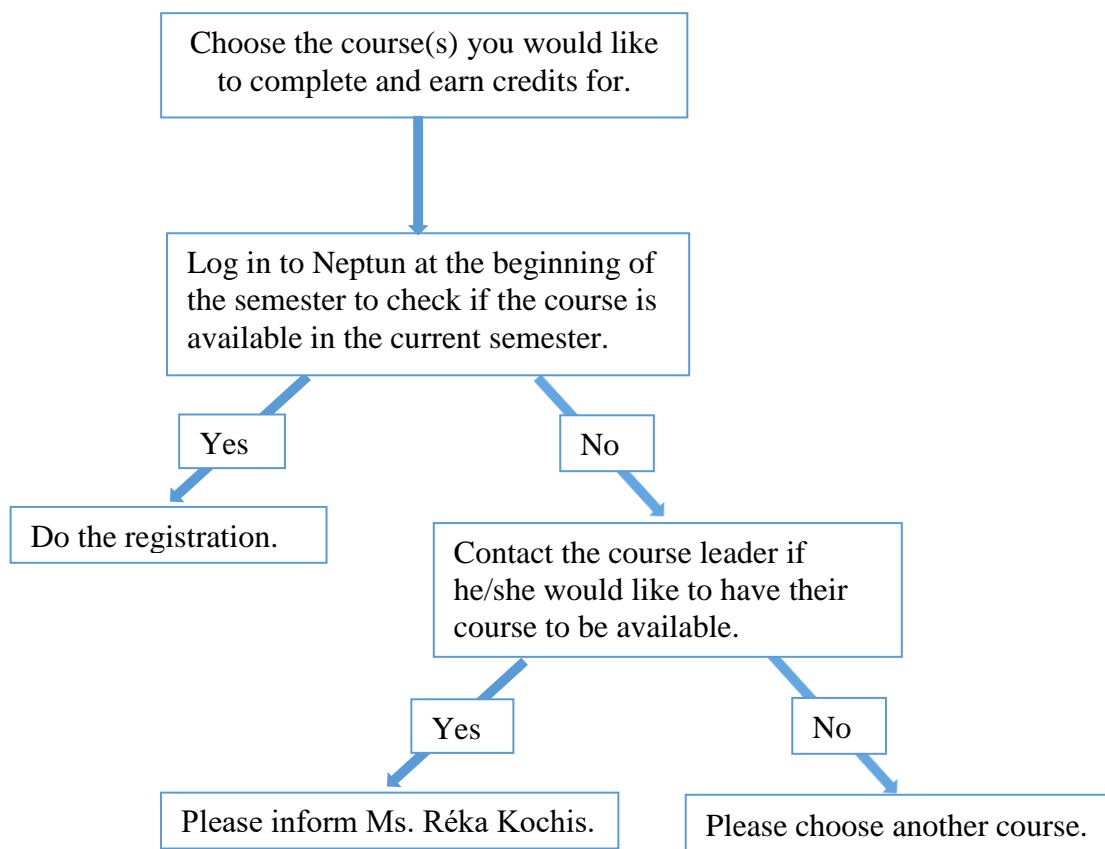 Choose the course(s) you would like
to complete and earn credits for.
Log in to Neptun at the beginning of
the semester to check if the course is
available in the current semester.
Yes
No
Do the registration.
Contact the course leader if
he/she would like to have their
course to be available.
Yes
No
Please inform Ms. Réka Kochis.
Please choose another course.